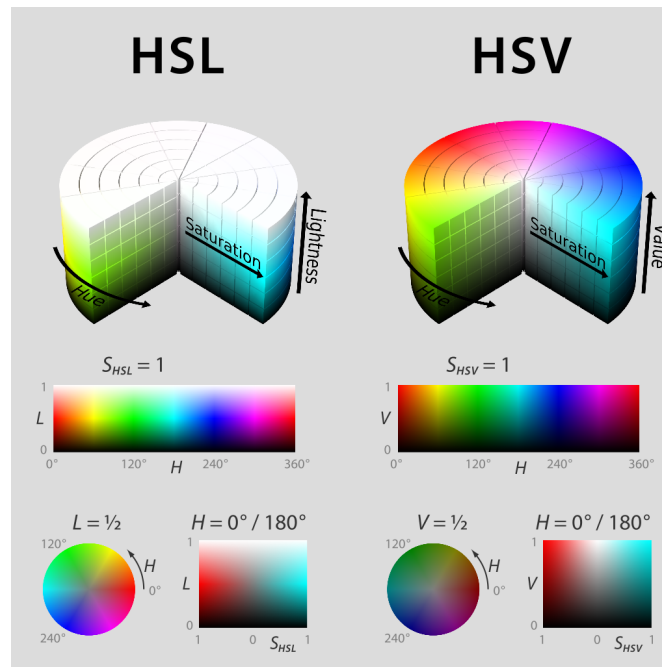 HSL
HSV
Lightness
Saturation
Hue
Value
Saturation
Hue
S_HSL = 1
S_HSV = 1
1
L
0
0°
120°
H
240°
360°
1
V
0
0°
120°
H
240°
360°
L = ½
H = 0° / 180°
V = ½
H = 0° / 180°
120°
H
0°
240°
1
L
0
1
0
S_HSL
1
120°
H
0°
240°
1
V
0
1
0
S_HSV
1